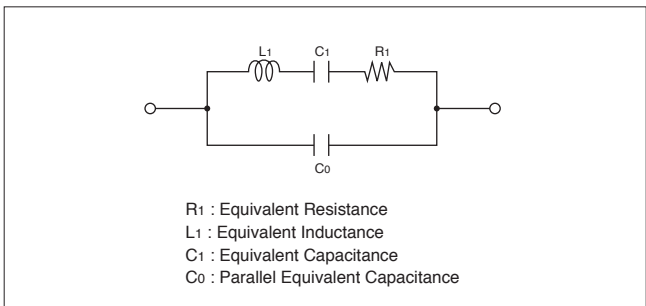 L1 C1 R1
C0
R1 : Equivalent Resistance
L1 : Equivalent Inductance
C1 : Equivalent Capacitance
C0 : Parallel Equivalent Capacitance